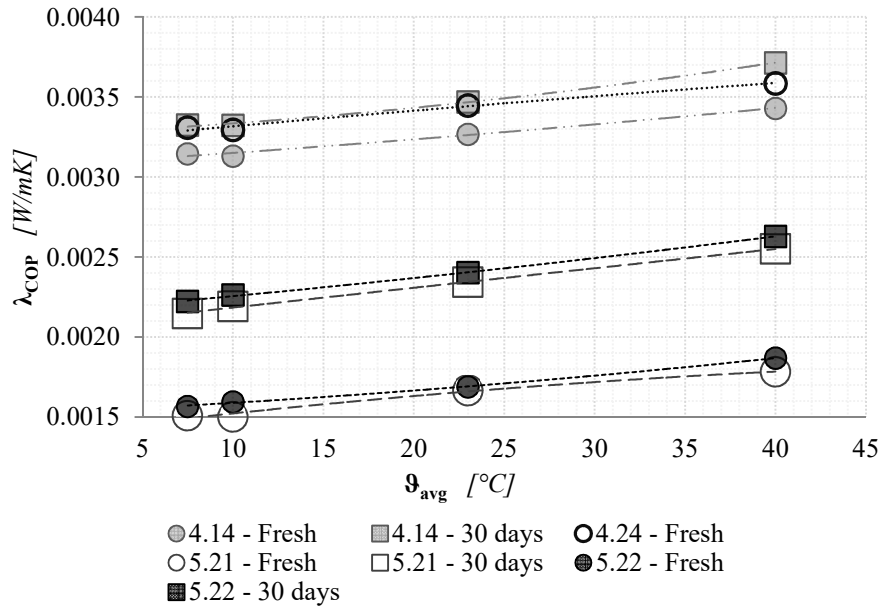 0.0040
0.0035
0.0030
0.0025
0.0020
0.0015
λCOP [W/mK]
5 10 15 20 25 30 35 40 45
ϑavg [°C]
4.14 - Fresh 4.14 - 30 days 4.24 - Fresh
5.21 - Fresh 5.21 - 30 days 5.22 - Fresh
5.22 - 30 days